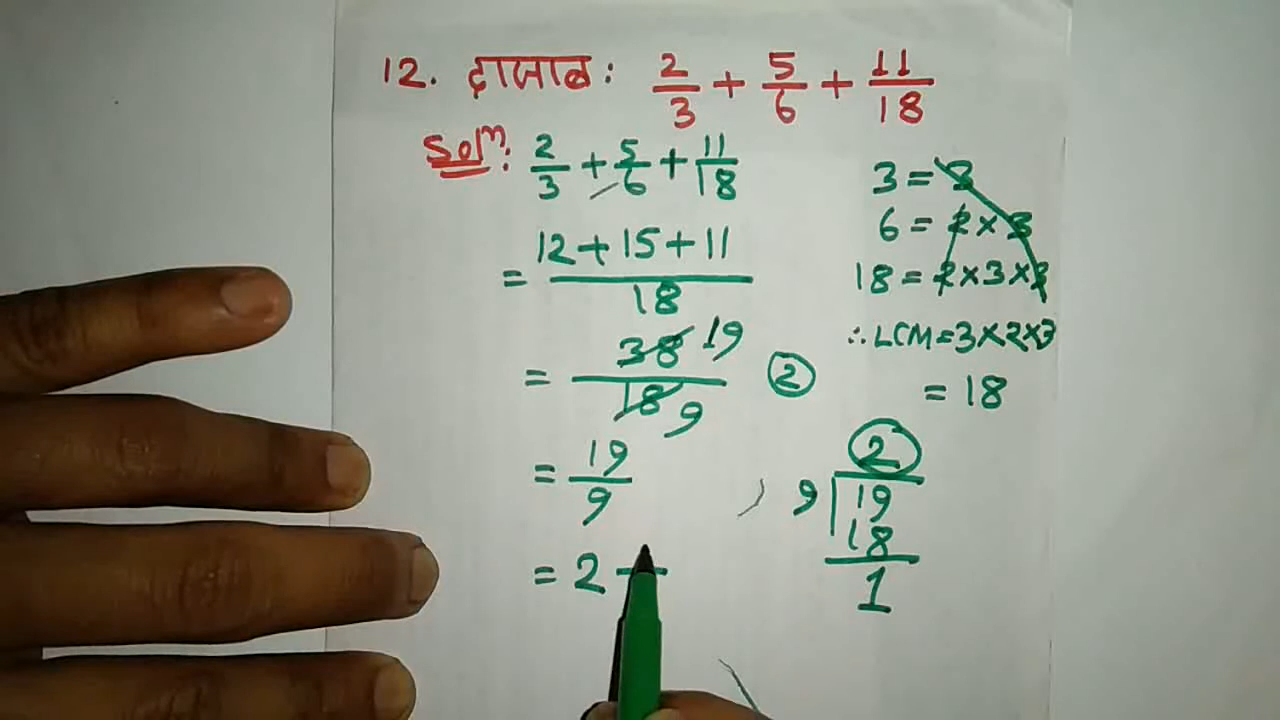 12. दाजाब: 2/3 + 5/6 + 11/18
Solⁿ: 2/3 + 5/6 + 11/18
= 12 + 15 + 11 / 18
= 38 19 / 18 9 2
= 19/9
= 2
3 = 3
6 = 2 × 3
18 = 2 × 3 × 3
∴ LCM = 3 × 2 × 3
= 18
2
9 19
18
1